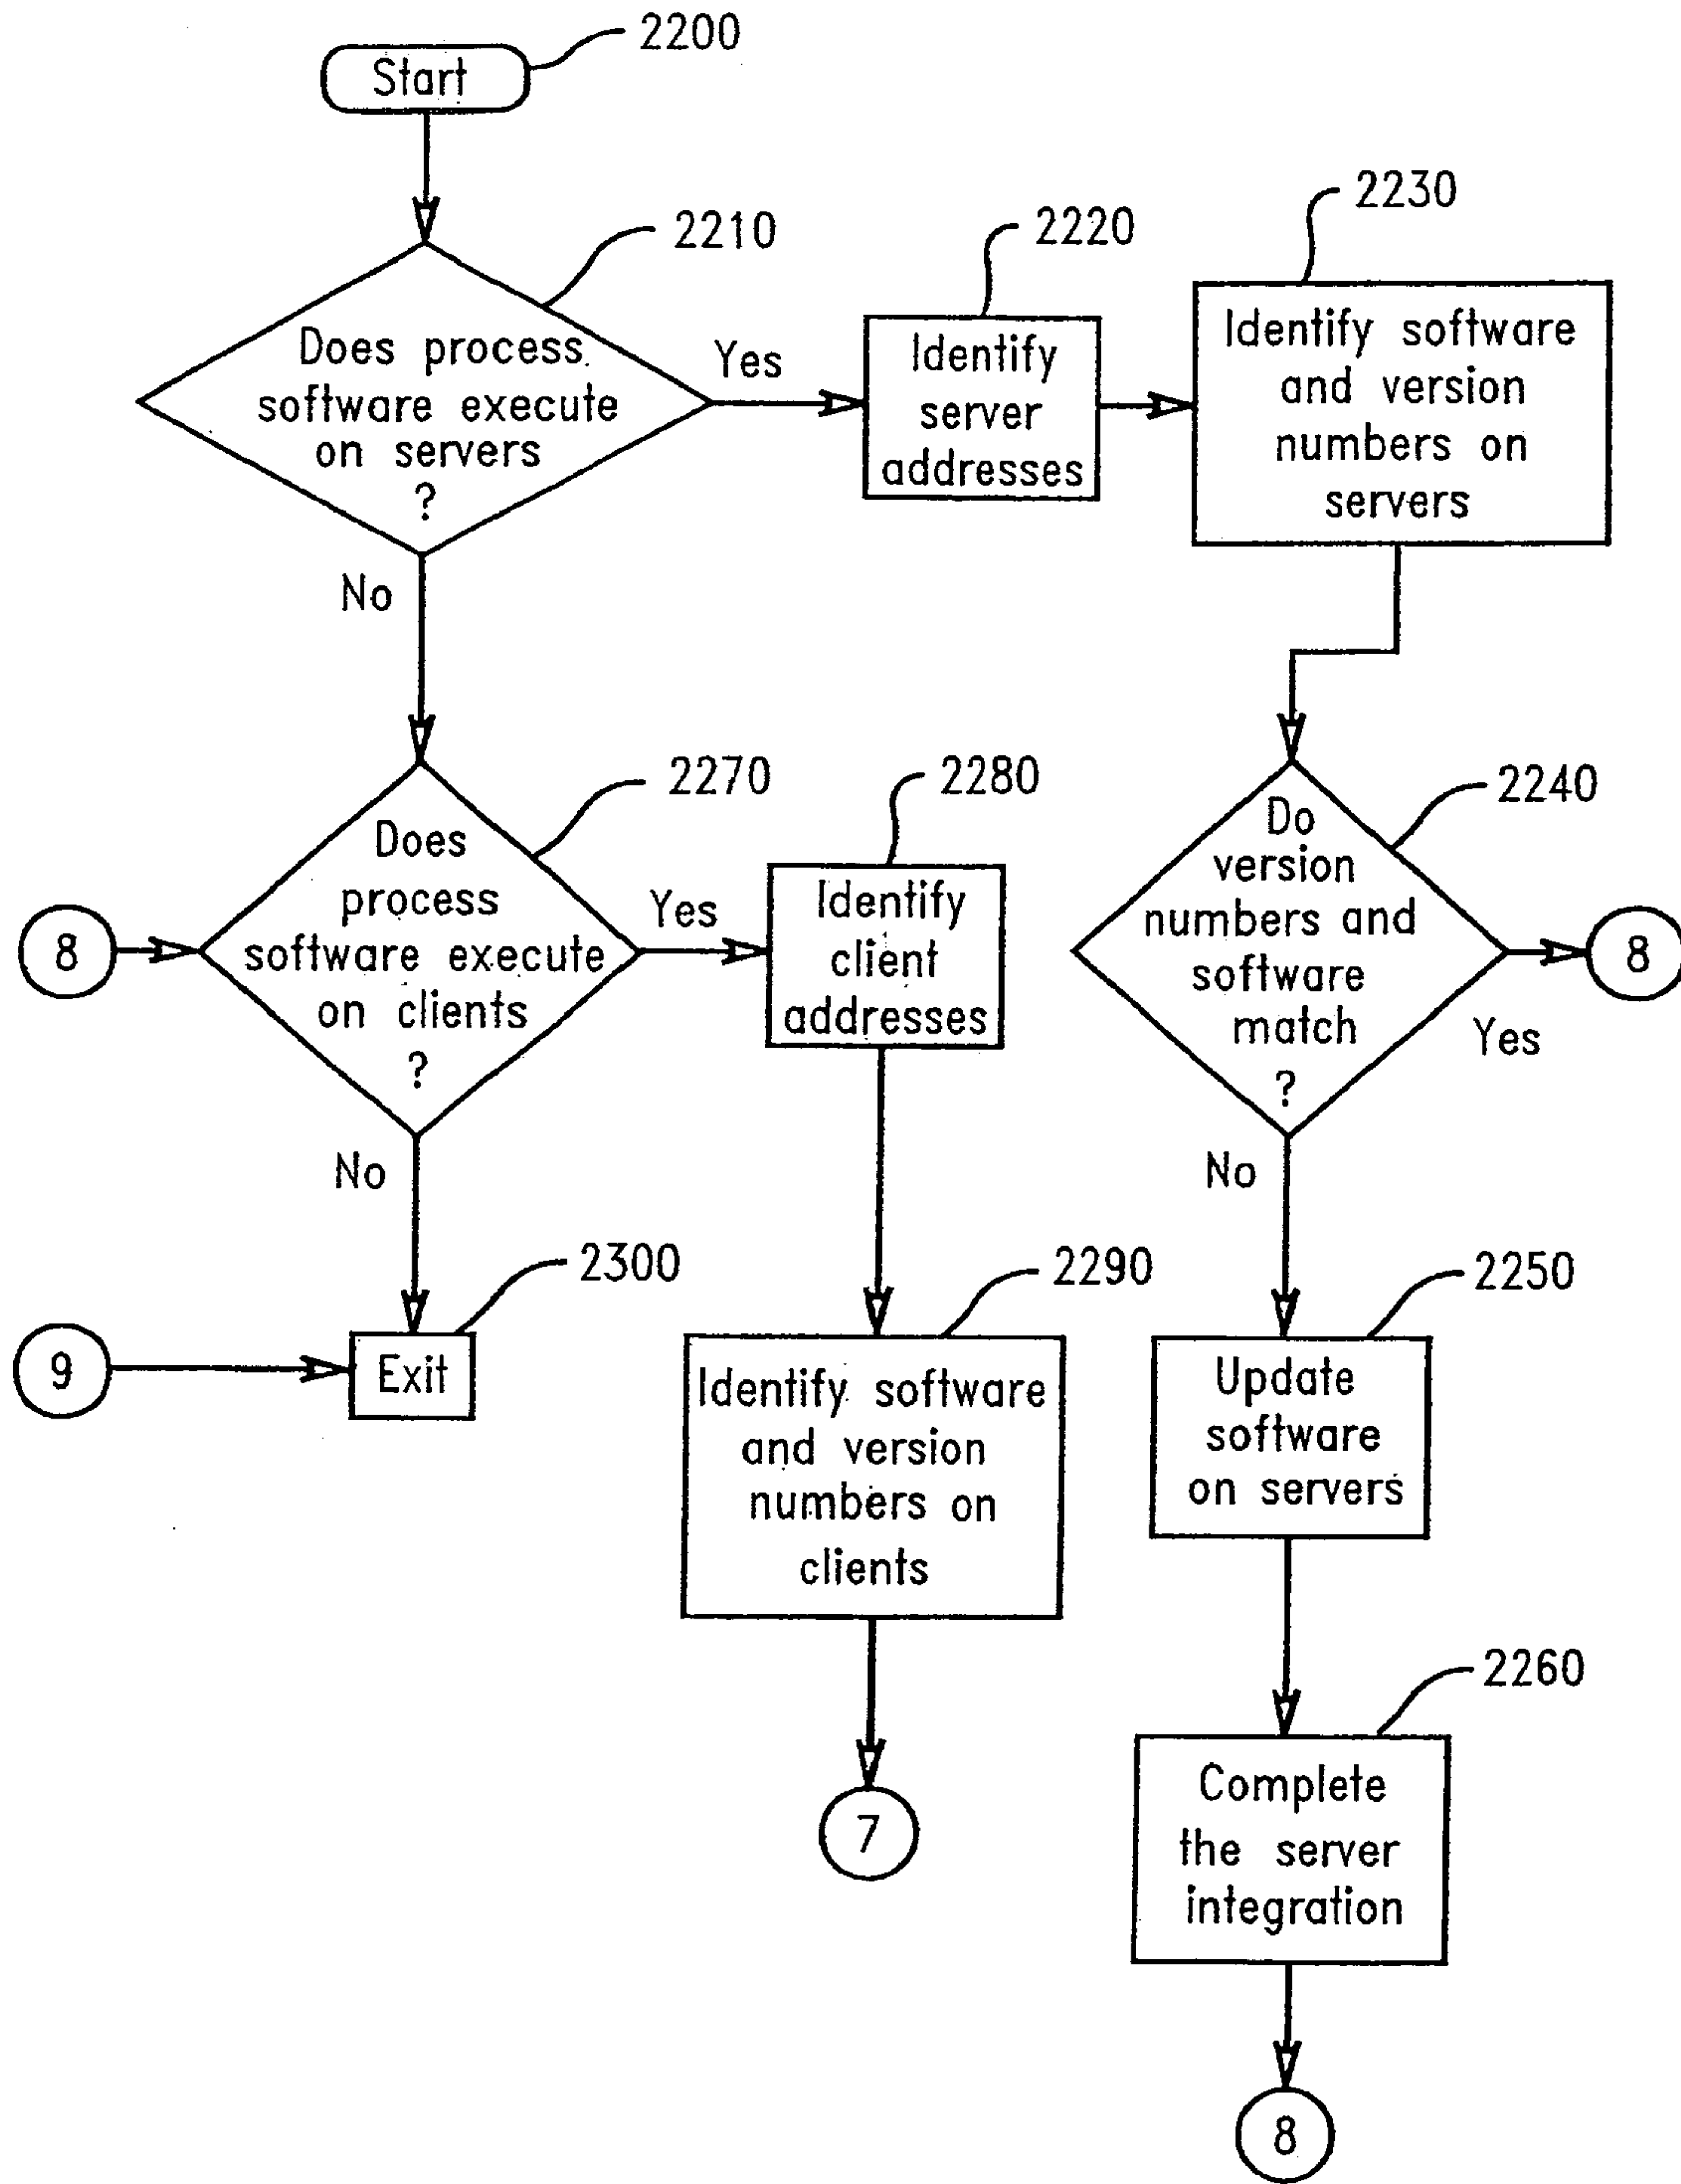 2200
Start
2210
Does process
software execute
on servers
?
Yes
No
2220
Identify
server
addresses
2230
Identify software
and version
numbers on
servers
2240
Do
version
numbers and
software
match
?
Yes
8
No
2270
Does
process
software execute
on clients
?
8
Yes
No
2280
Identify
client
addresses
2300
Exit
9
2290
Identify software
and version
numbers on
clients
7
2250
Update
software
on servers
2260
Complete
the server
integration
8